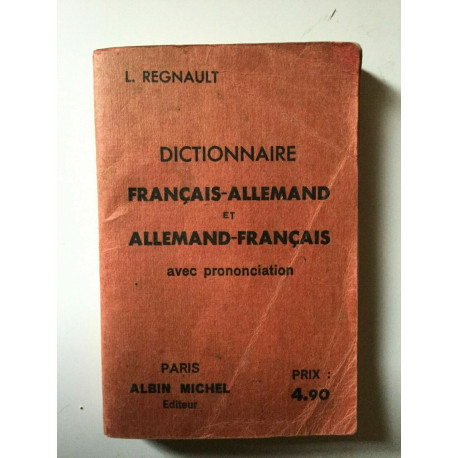 L. REGNAULT
DICTIONNAIRE
FRANÇAIS-ALLEMAND
ET
ALLEMAND-FRANÇAIS
avec prononciation
PARIS
ALBIN MICHEL
Editeur
PRIX :
4.90